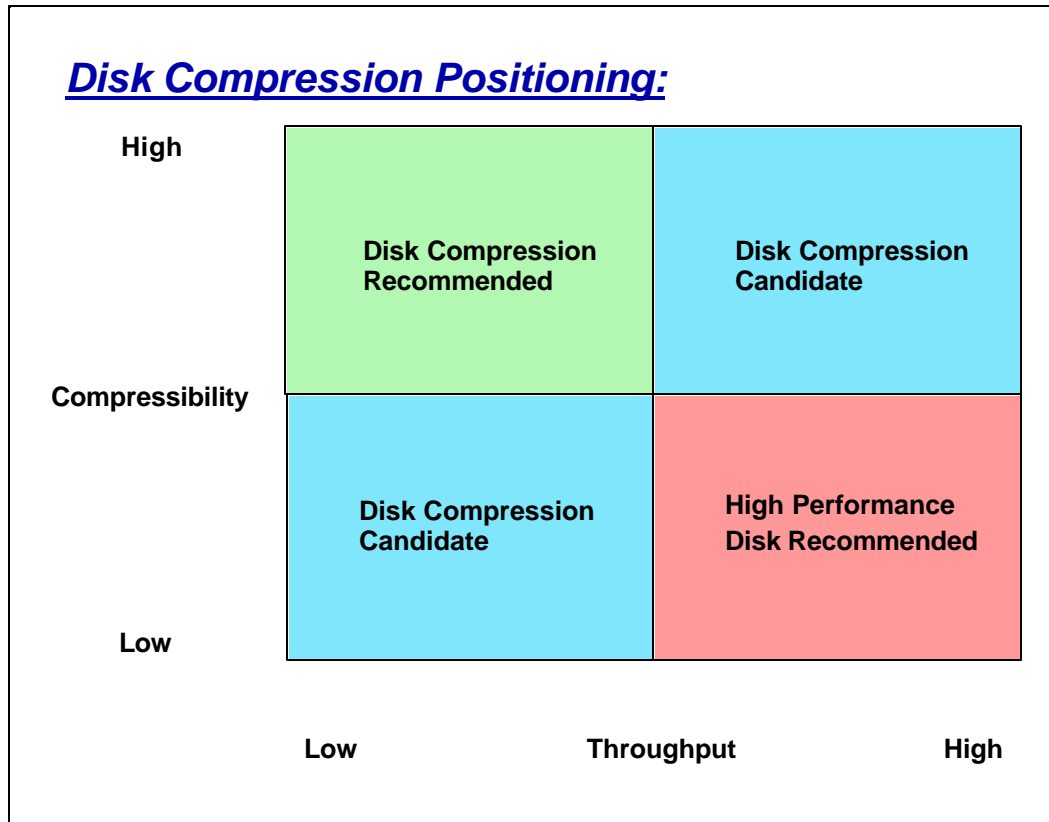 Disk Compression Positioning:
High
Disk Compression
Recommended
Disk Compression
Candidate
Compressibility
Disk Compression
Candidate
High Performance
Disk Recommended
Low
Low
Throughput
High